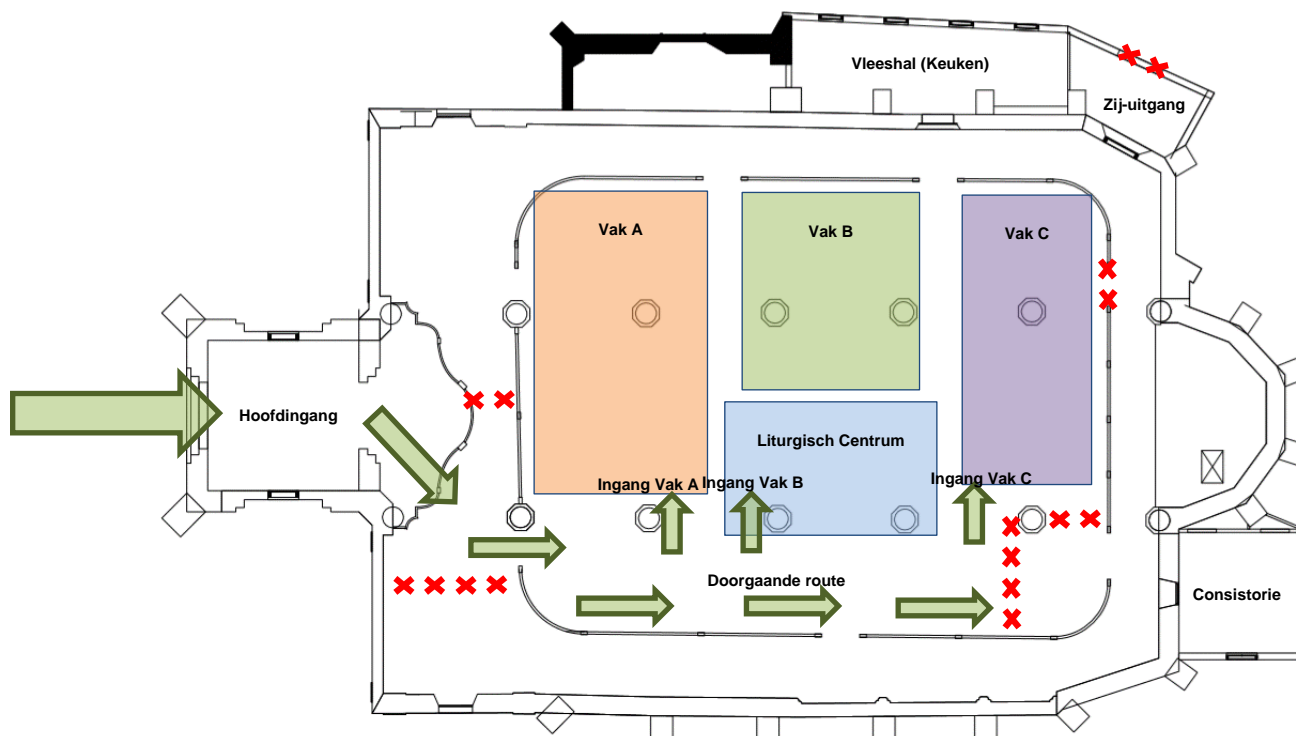 Vleeshal (Keuken)
Zij-uitgang
Vak A
Vak B
Vak C
Hoofdingang
Liturgisch Centrum
Ingang Vak A
Ingang Vak B
Ingang Vak C
Doorgaande route
Consistorie